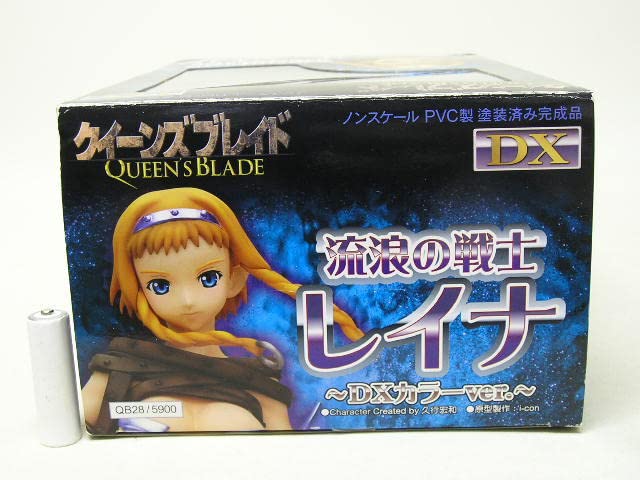 ノンスケール PVC製 塗装済み完成品
クイーンズブレイド
QUEEN'S BLADE
DX
流浪の戦士
レイナ
～DXカラーver.～
●Character Created by 久行宏和 ●原型製作：i-con
QB28/5900